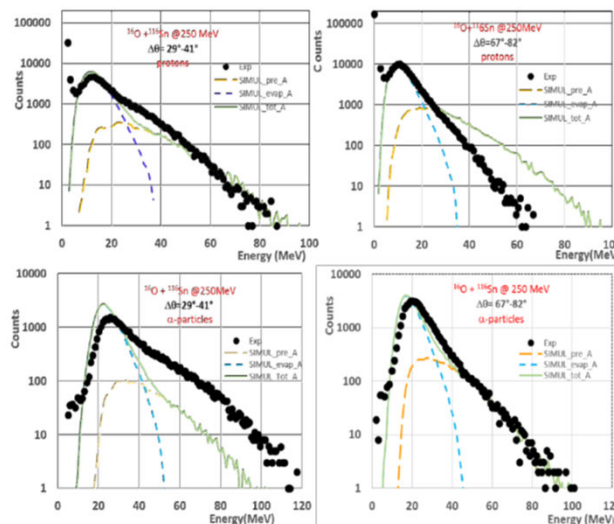 ¹⁶O + ¹¹⁶Sn @250 MeV
Δθ= 29°-41°
protons
Counts
100000
10000
1000
100
10
1
Exp
SIMUL_pre_A
SIMUL_evap_A
SIMUL_tot_A
0 20 40 60 80 100
Energy (MeV)
¹⁶O+¹¹⁶Sn @250MeV
Δθ=67°-82°
protons
C counts
100000
10000
1000
100
10
1
Exp
SIMUL_pre_A
SIMUL_evap_A
SIMUL_tot_A
0 20 40 60 80 100
Energy (MeV)
¹⁶O + ¹¹⁶Sn @250MeV
Δθ=29°-41°
α-particles
Counts
10000
1000
100
10
1
Exp
SIMUL_pre_A
SIMUL_evap_A
SIMUL_Tot_A
0 20 40 60 80 100 120
Energy(MeV)
¹⁶O + ¹¹⁶Sn @ 250 MeV
Δθ= 67°-82°
α-particles
Counts
10000
1000
100
10
1
Exp
SIMUL_pre_A
SIMUL_evap_A
SIMUL_tot_A
0 20 40 60 80 100 120
Energy(MeV)